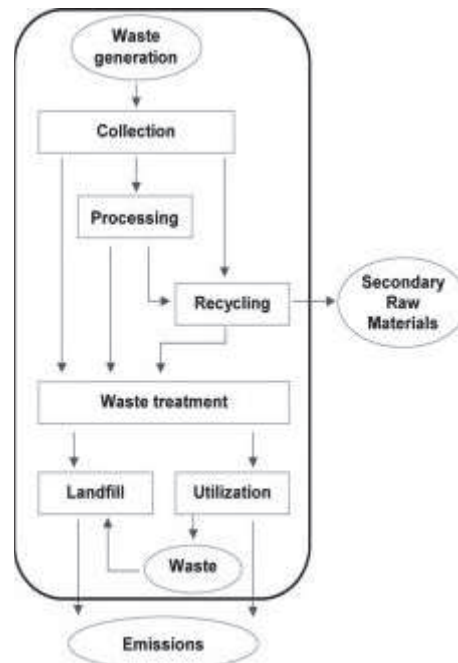 Waste
generation
Collection
Processing
Recycling
Secondary
Raw
Materials
Waste treatment
Landfill
Utilization
Waste
Emissions